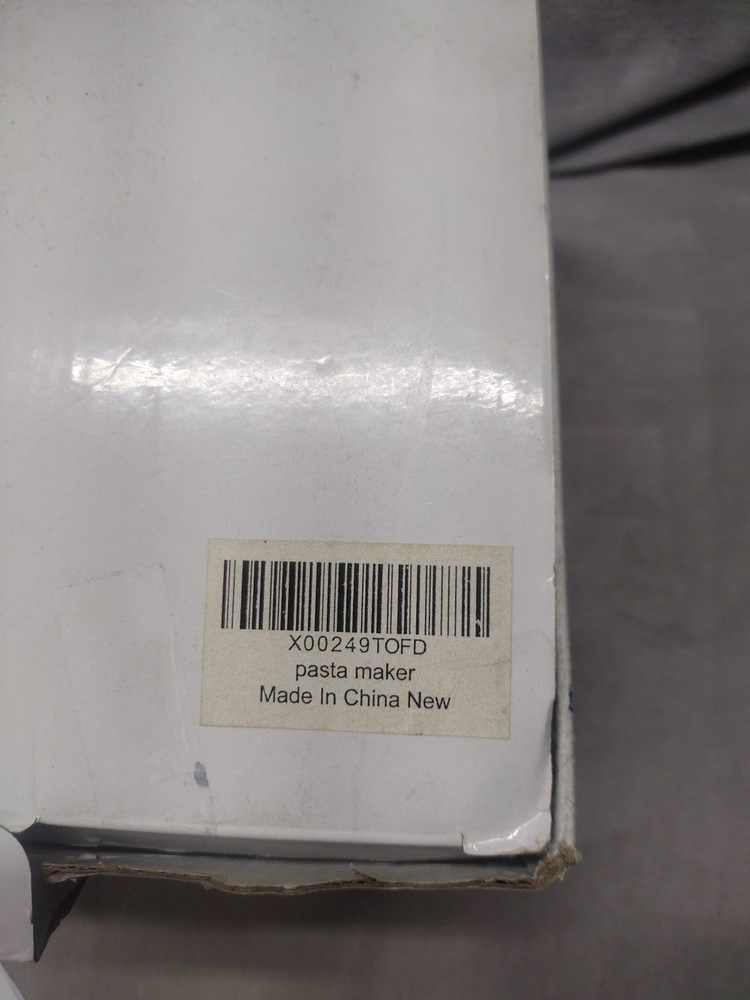 X00249TOFD
pasta maker
Made In China New